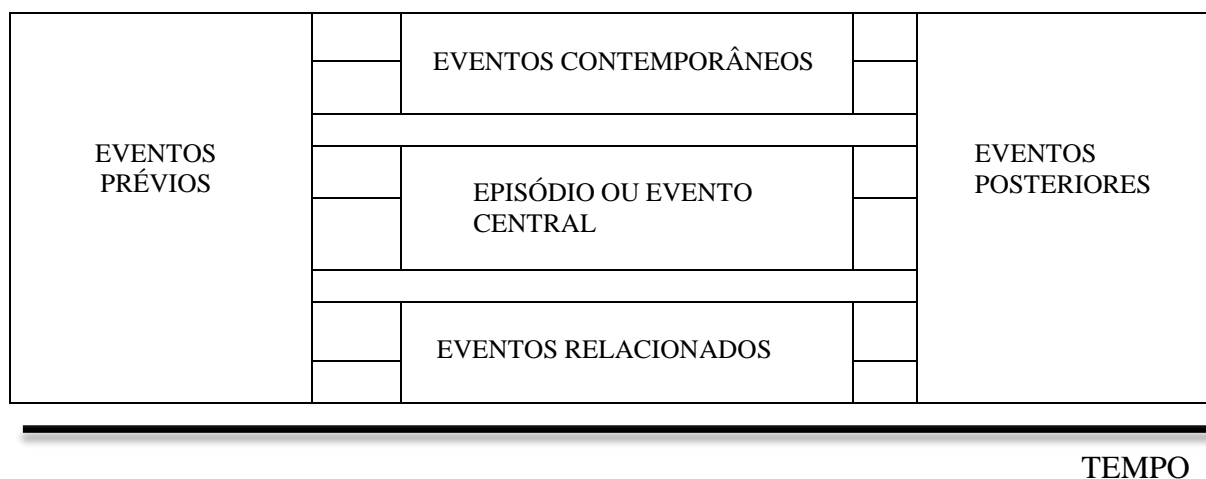 EVENTOS CONTEMPORÂNEOS
EVENTOS
PRÉVIOS
EPISÓDIO OU EVENTO
CENTRAL
EVENTOS
POSTERIORES
EVENTOS RELACIONADOS
TEMPO